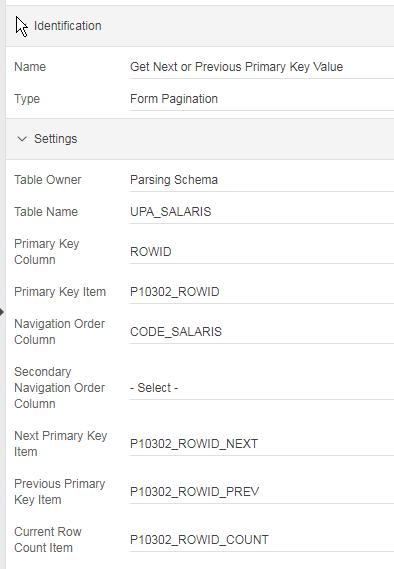 Identification
Name Get Next or Previous Primary Key Value
Type Form Pagination
Settings
Table Owner Parsing Schema
Table Name UPA_SALARIS
Primary Key
Column ROWID
Primary Key Item P10302_ROWID
Navigation Order
Column CODE_SALARIS
Secondary
Navigation Order - Select -
Column
Next Primary Key
Item P10302_ROWID_NEXT
Previous Primary
Key Item P10302_ROWID_PREV
Current Row
Count Item P10302_ROWID_COUNT